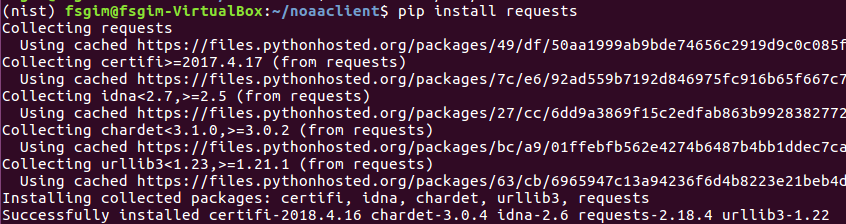 (nist) fsgim@fsgim-VirtualBox:~/noaaclient$ pip install requests
Collecting requests
  Using cached https://files.pythonhosted.org/packages/49/df/50aa1999ab9bde74656c2919d9c0c085f
Collecting certifi>=2017.4.17 (from requests)
  Using cached https://files.pythonhosted.org/packages/7c/e6/92ad559b7192d846975fc916b65f667c7
Collecting idna<2.7,>=2.5 (from requests)
  Using cached https://files.pythonhosted.org/packages/27/cc/6dd9a3869f15c2edfab863b9928382772
Collecting chardet<3.1.0,>=3.0.2 (from requests)
  Using cached https://files.pythonhosted.org/packages/bc/a9/01ffebfb562e4274b6487b4bb1ddec7ca
Collecting urllib3<1.23,>=1.21.1 (from requests)
  Using cached https://files.pythonhosted.org/packages/63/cb/6965947c13a94236f6d4b8223e21beb4d
Installing collected packages: certifi, idna, chardet, urllib3, requests
Successfully installed certifi-2018.4.16 chardet-3.0.4 idna-2.6 requests-2.18.4 urllib3-1.22